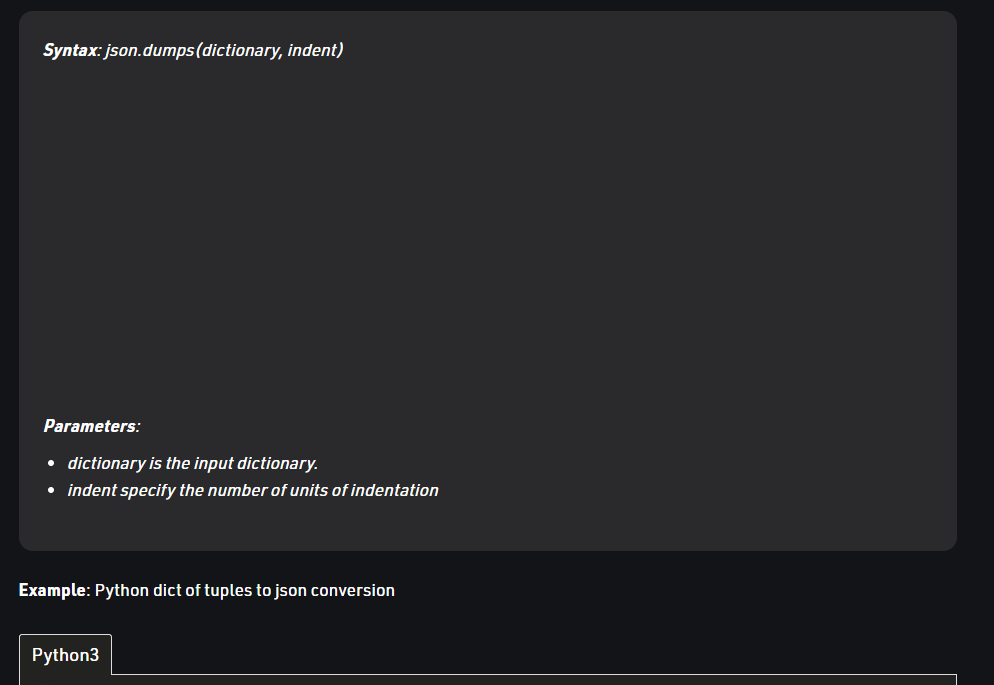 Syntax: json.dumps(dictionary, indent)
Parameters:
• dictionary is the input dictionary.
• indent specify the number of units of indentation
Example: Python dict of tuples to json conversion
Python3